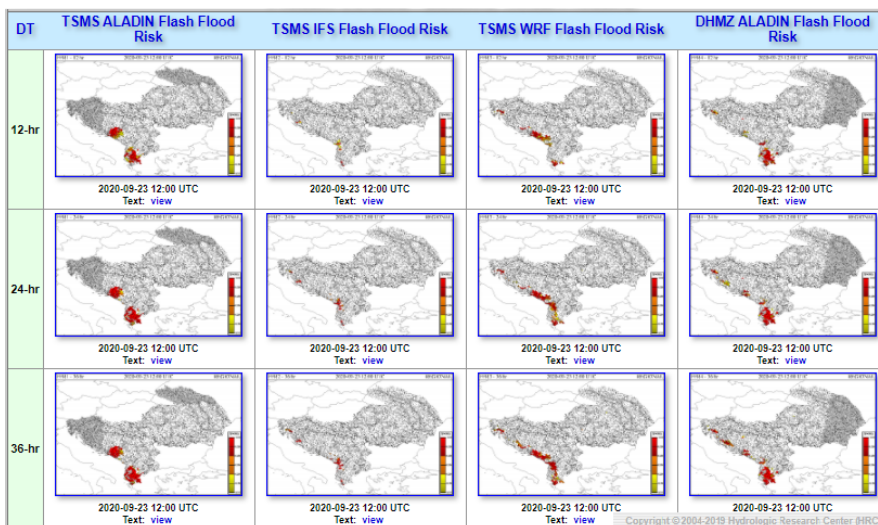 DT
TSMS ALADIN Flash Flood
Risk
TSMS IFS Flash Flood Risk
TSMS WRF Flash Flood Risk
DHMZ ALADIN Flash Flood
Risk
12-hr
2020-09-23 12:00 UTC
Text: view
2020-09-23 12:00 UTC
Text: view
2020-09-23 12:00 UTC
Text: view
2020-09-23 12:00 UTC
Text: view
24-hr
2020-09-23 12:00 UTC
Text: view
2020-09-23 12:00 UTC
Text: view
2020-09-23 12:00 UTC
Text: view
2020-09-23 12:00 UTC
Text: view
36-hr
2020-09-23 12:00 UTC
Text: view
2020-09-23 12:00 UTC
Text: view
2020-09-23 12:00 UTC
Text: view
2020-09-23 12:00 UTC
Text: view
Copyright © 2004-2019 Hydrologic Research Center (HRC